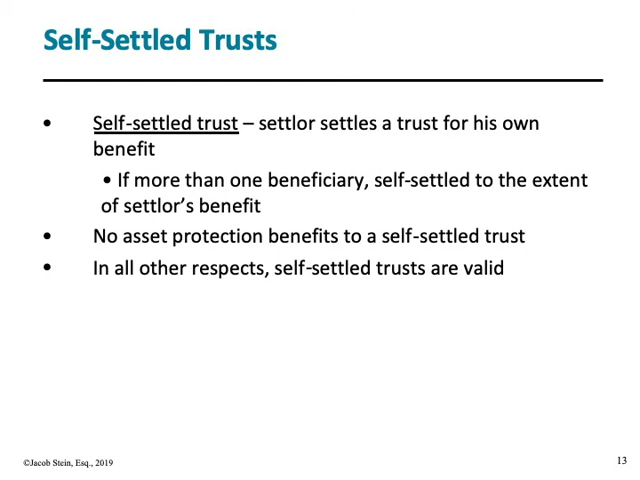 Self-Settled Trusts
• Self-settled trust – settlor settles a trust for his own
benefit
• If more than one beneficiary, self-settled to the extent
of settlor’s benefit
• No asset protection benefits to a self-settled trust
• In all other respects, self-settled trusts are valid
©Jacob Stein, Esq., 2019
13